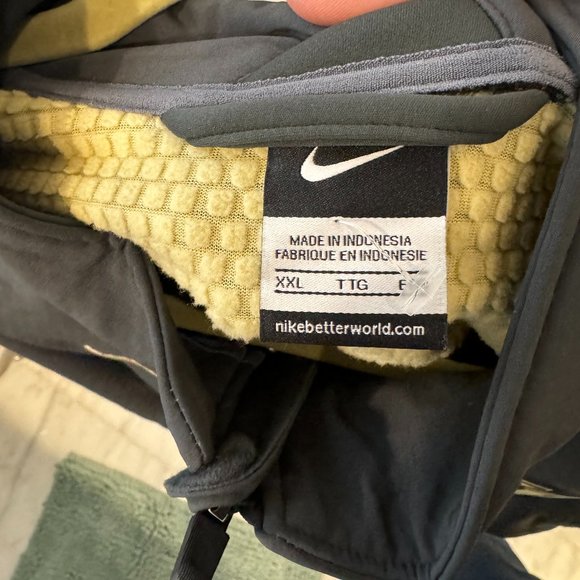 MADE IN INDONESIA
FABRIQUE EN INDONESIE
XXL TTG
nikebetterworld.com